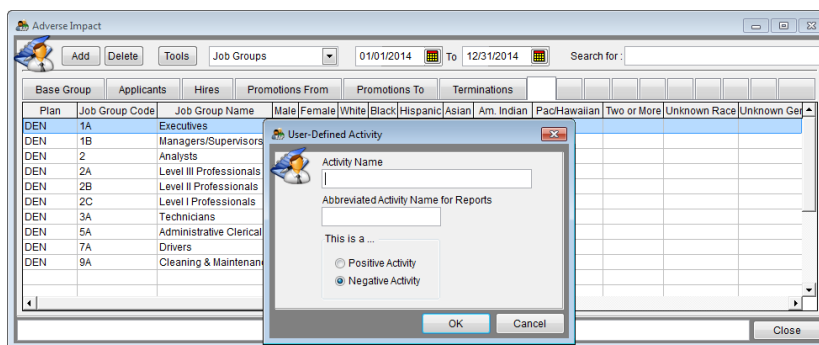 Adverse Impact
Add Delete Tools Job Groups 01/01/2014 To 12/31/2014 Search for :
Base Group Applicants Hires Promotions From Promotions To Terminations
Plan Job Group Code Job Group Name Male Female White Black Hispanic Asian Am. Indian Pac/Hawaiian Two or More Unknown Race Unknown Ger
DEN 1A Executives
DEN 1B Managers/Supervisors
DEN 2 Analysts
DEN 2A Level III Professionals
DEN 2B Level II Professionals
DEN 2C Level I Professionals
DEN 3A Technicians
DEN 5A Administrative Clerical
DEN 7A Drivers
DEN 9A Cleaning & Maintenan
User-Defined Activity
Activity Name
Abbreviated Activity Name for Reports
This is a ...
Positive Activity
Negative Activity
OK Cancel
Close